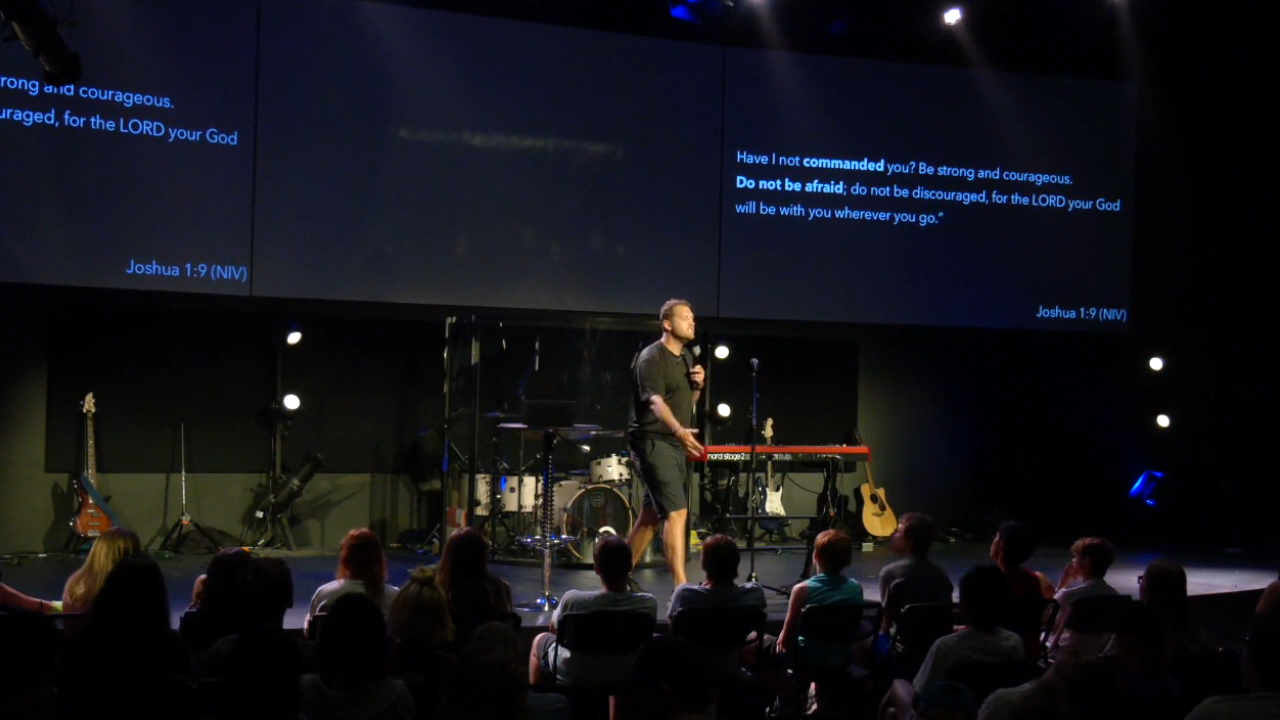 rong and courageous.
uraged, for the LORD your God
Joshua 1:9 (NIV)
Have I not commanded you? Be strong and courageous.
Do not be afraid; do not be discouraged, for the LORD your God
will be with you wherever you go.”
Joshua 1:9 (NIV)
nord stage 2